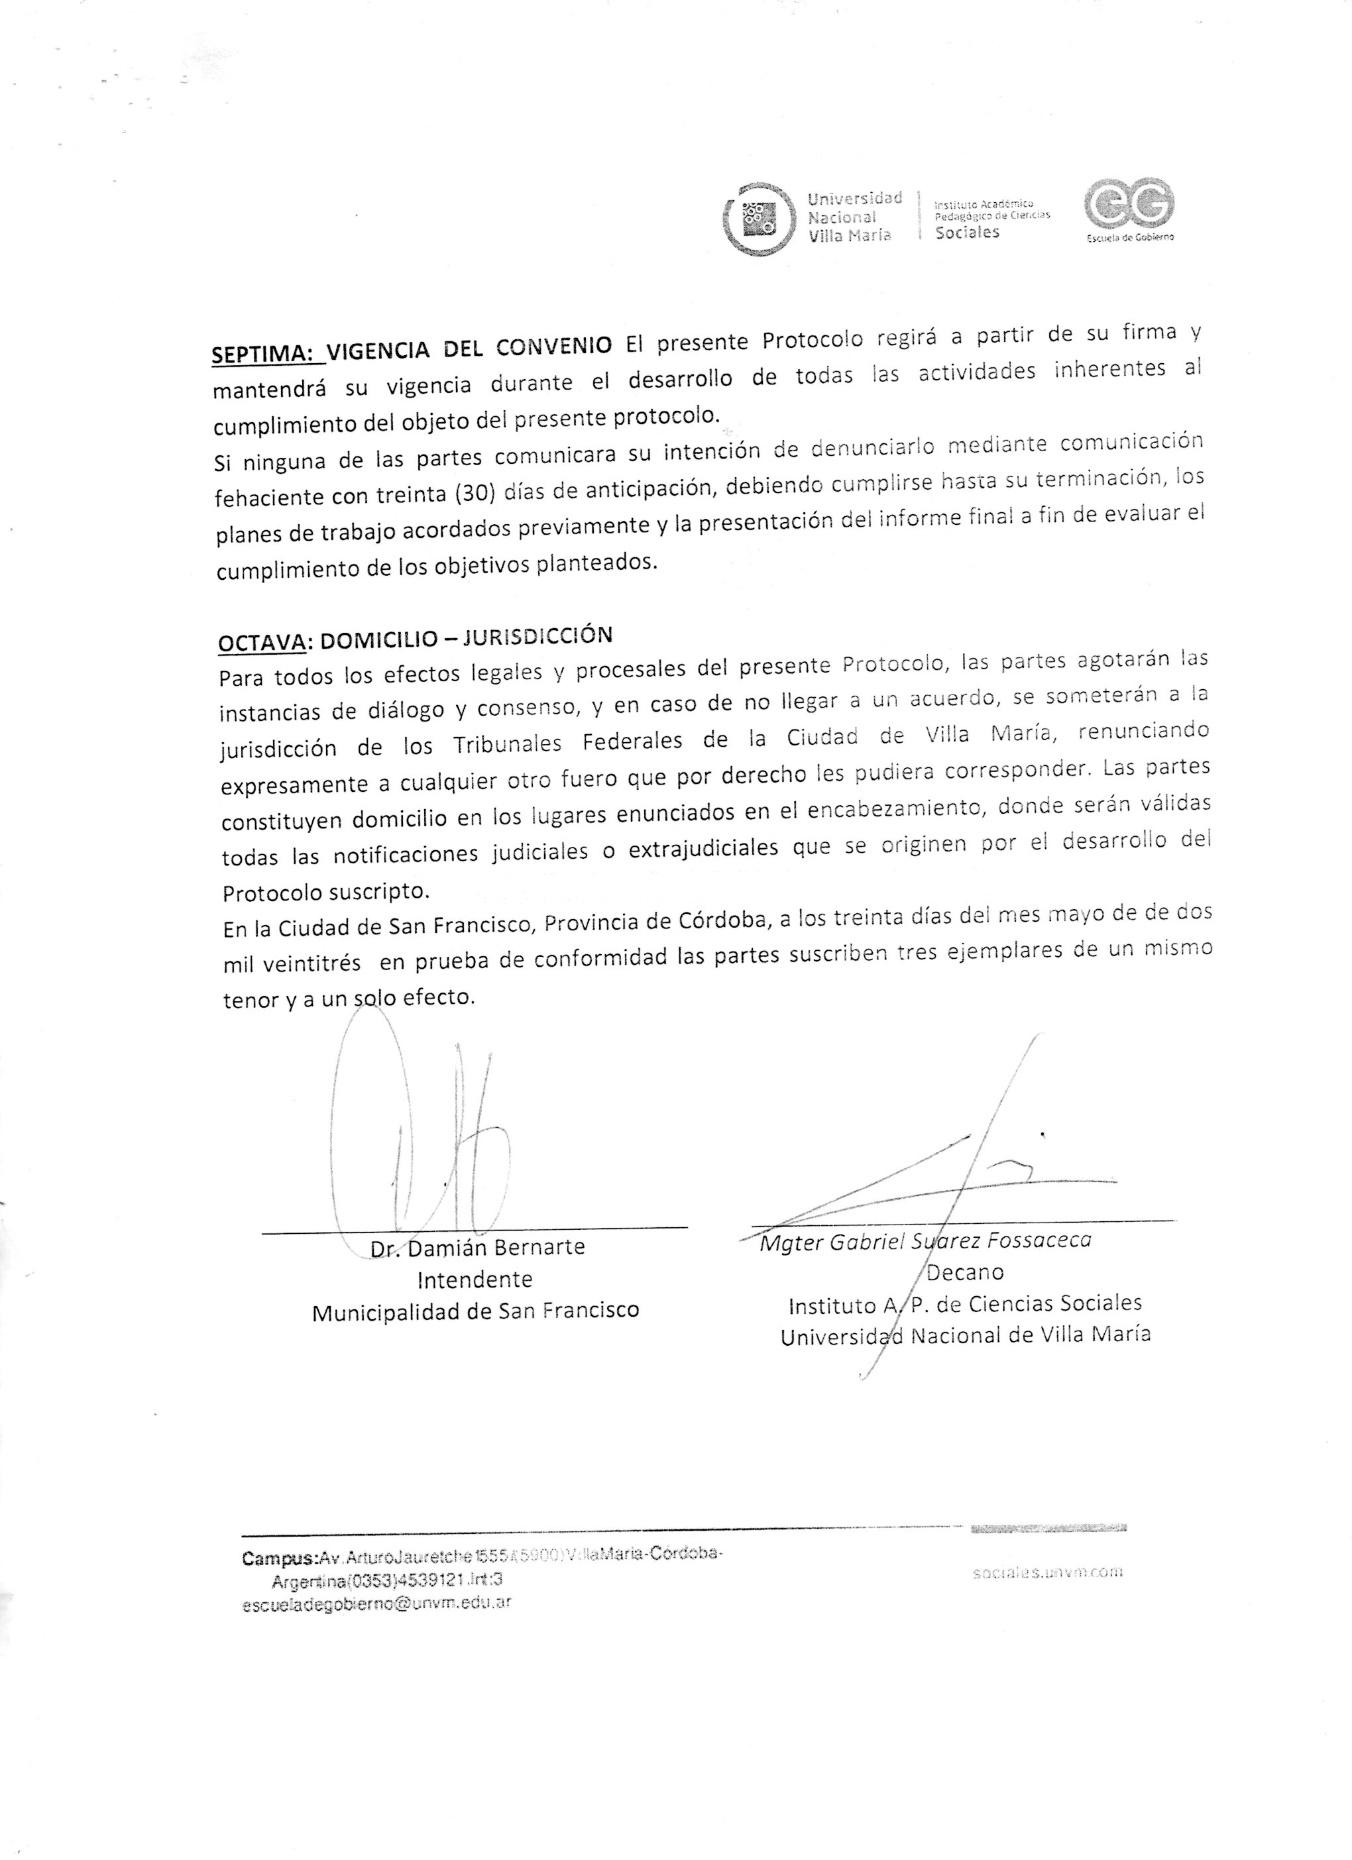 Universidad
Nacional
Villa María
Instituto Académico
Pedagógico de Ciencias
Sociales
eG
Escuela de Gobierno
SEPTIMA: VIGENCIA DEL CONVENIO El presente Protocolo regirá a partir de su firma y
mantendrá su vigencia durante el desarrollo de todas las actividades inherentes al
cumplimiento del objeto del presente protocolo.
Si ninguna de las partes comunicara su intención de denunciarlo mediante comunicación
fehaciente con treinta (30) días de anticipación, debiendo cumplirse hasta su terminación, los
planes de trabajo acordados previamente y la presentación del informe final a fin de evaluar el
cumplimiento de los objetivos planteados.
OCTAVA: DOMICILIO – JURISDICCIÓN
Para todos los efectos legales y procesales del presente Protocolo, las partes agotarán las
instancias de diálogo y consenso, y en caso de no llegar a un acuerdo, se someterán a la
jurisdicción de los Tribunales Federales de la Ciudad de Villa María, renunciando
expresamente a cualquier otro fuero que por derecho les pudiera corresponder. Las partes
constituyen domicilio en los lugares enunciados en el encabezamiento, donde serán válidas
todas las notificaciones judiciales o extrajudiciales que se originen por el desarrollo del
Protocolo suscripto.
En la Ciudad de San Francisco, Provincia de Córdoba, a los treinta días del mes mayo de de dos
mil veintitrés en prueba de conformidad las partes suscriben tres ejemplares de un mismo
tenor y a un solo efecto.
Dr. Damián Bernarte
Intendente
Municipalidad de San Francisco
Mgter Gabriel Suarez Fossaceca
Decano
Instituto A. P. de Ciencias Sociales
Universidad Nacional de Villa María
Campus:Av.ArturoJauretche1555(5900)VillaMaría-Córdoba-
Argentina(0353)4539121.Int:3
escueladegobierno@unvm.edu.ar
sociales.unvm.com